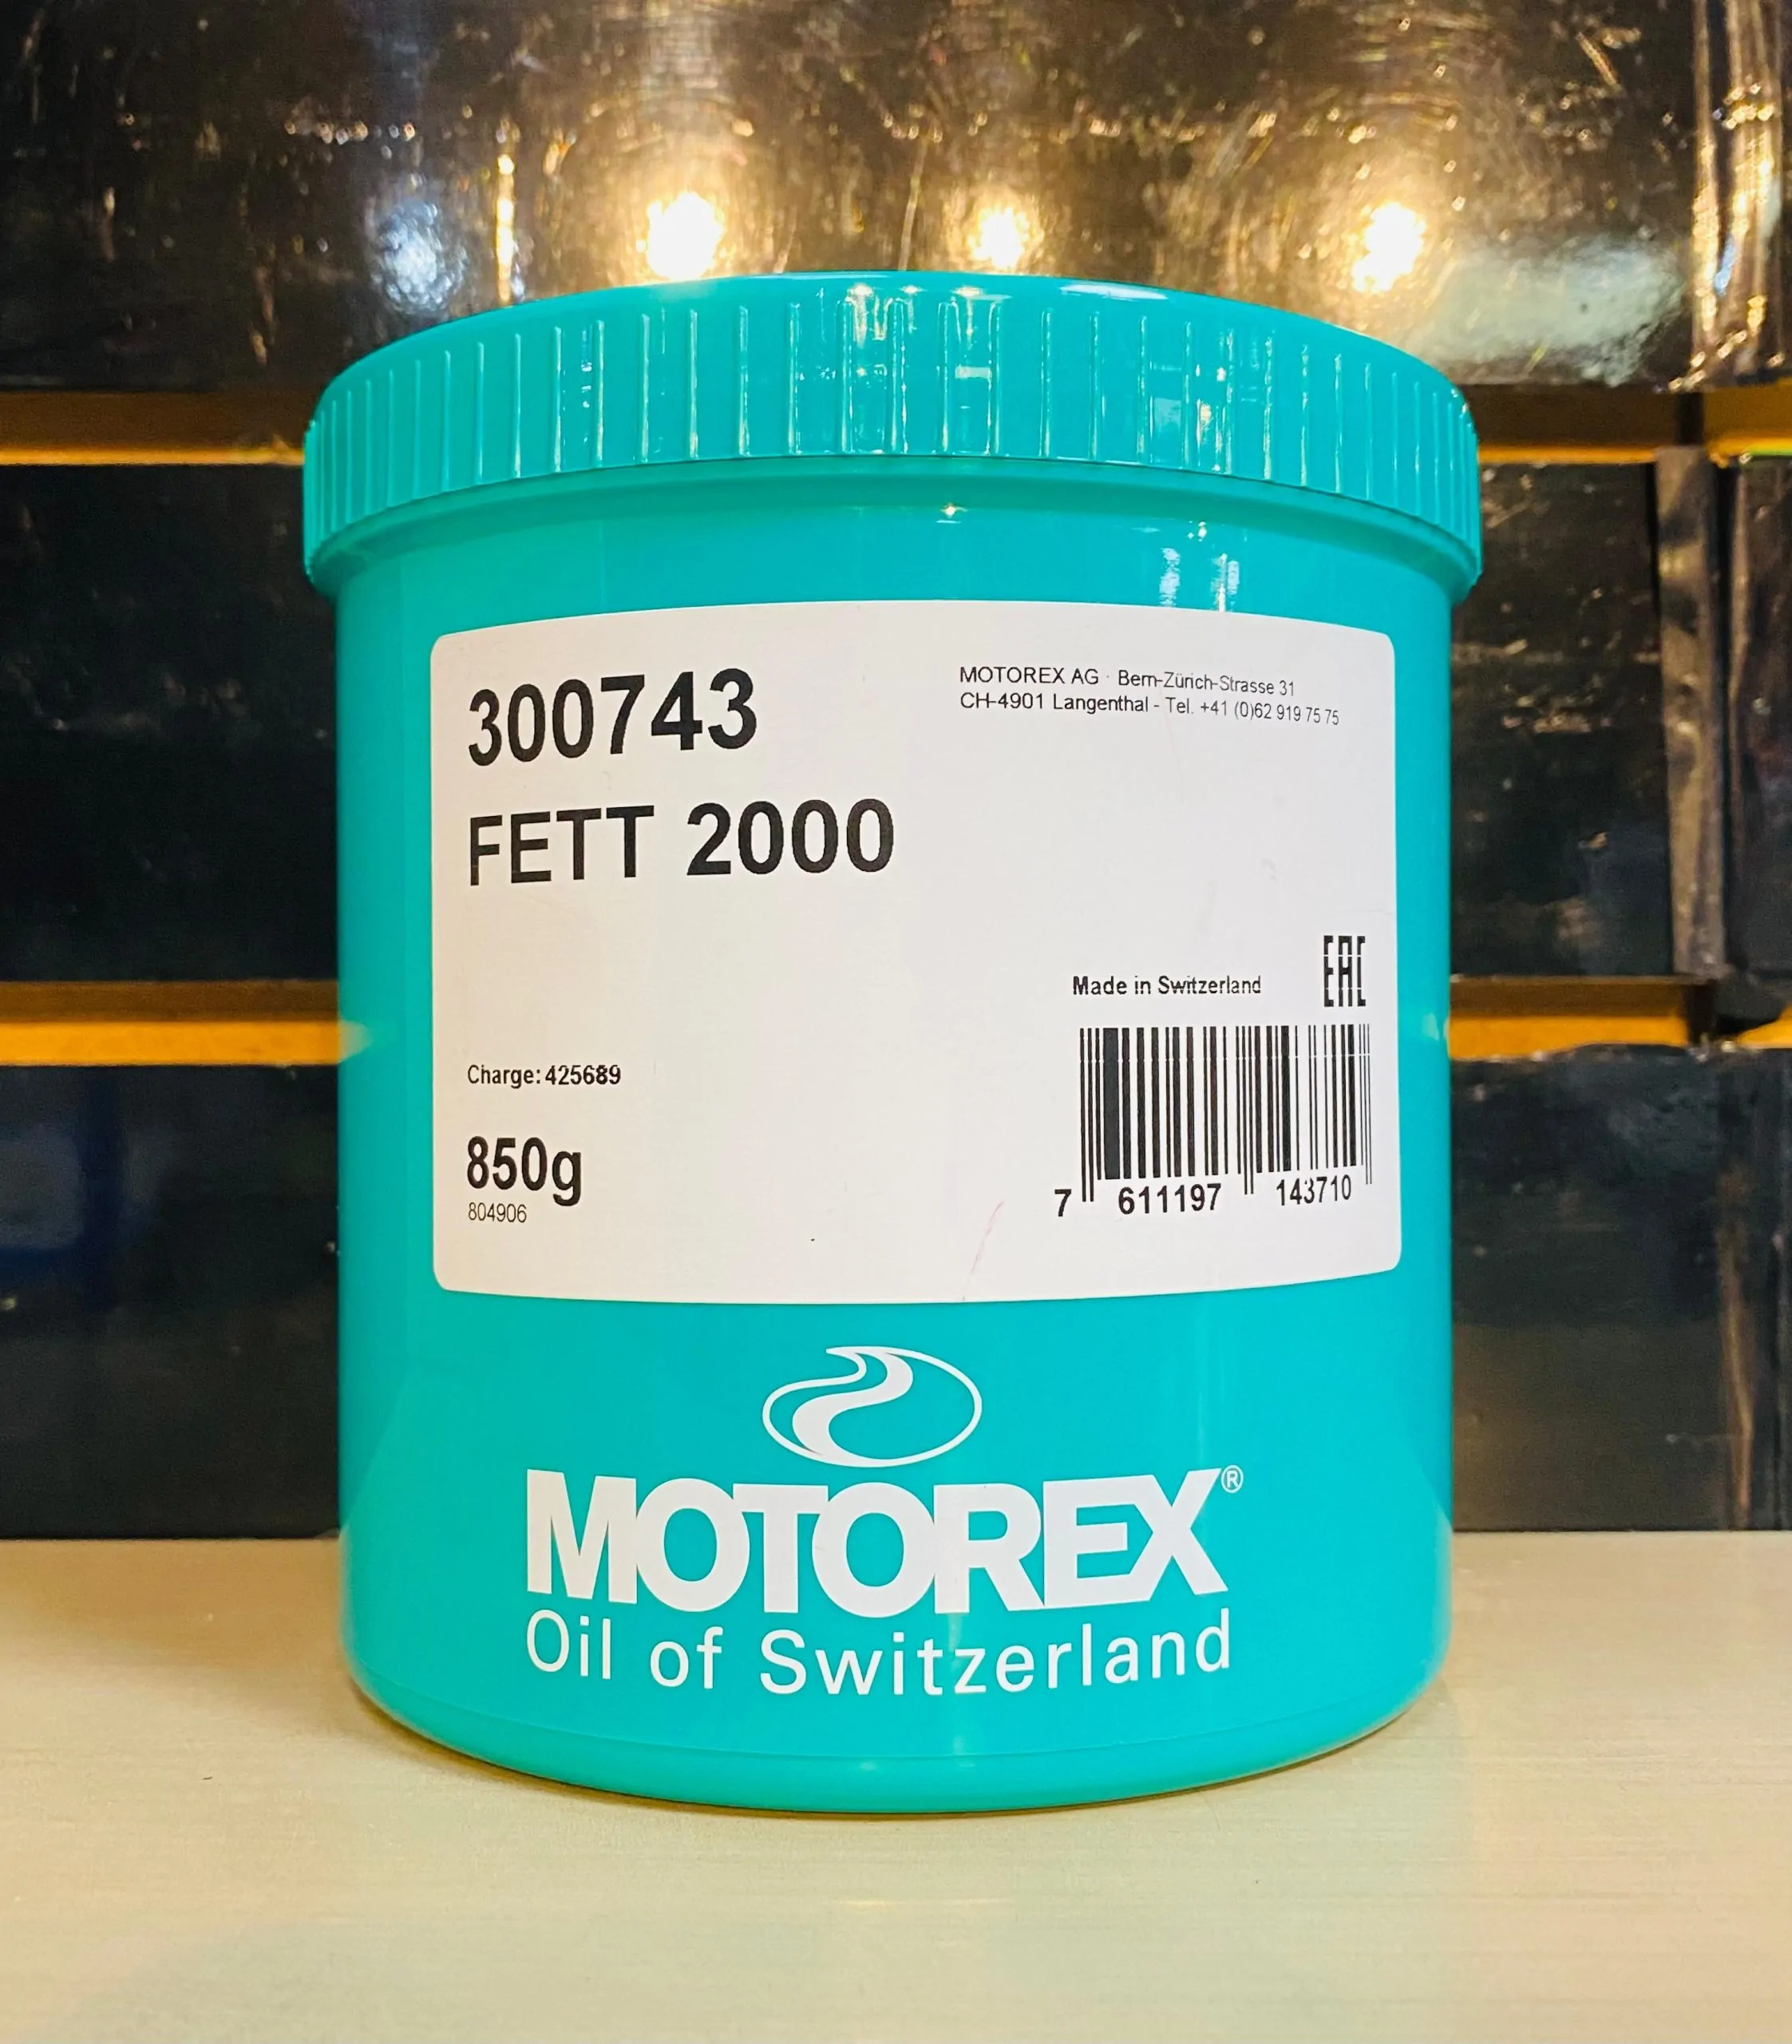 300743
MOTOREX AG · Bern-Zürich-Strasse 31
CH-4901 Langenthal - Tel. +41 (0)62 919 75 75
FETT 2000
Made in Switzerland
EAC
Charge: 425689
850g
804906
7 611197 143710
MOTOREX®
Oil of Switzerland